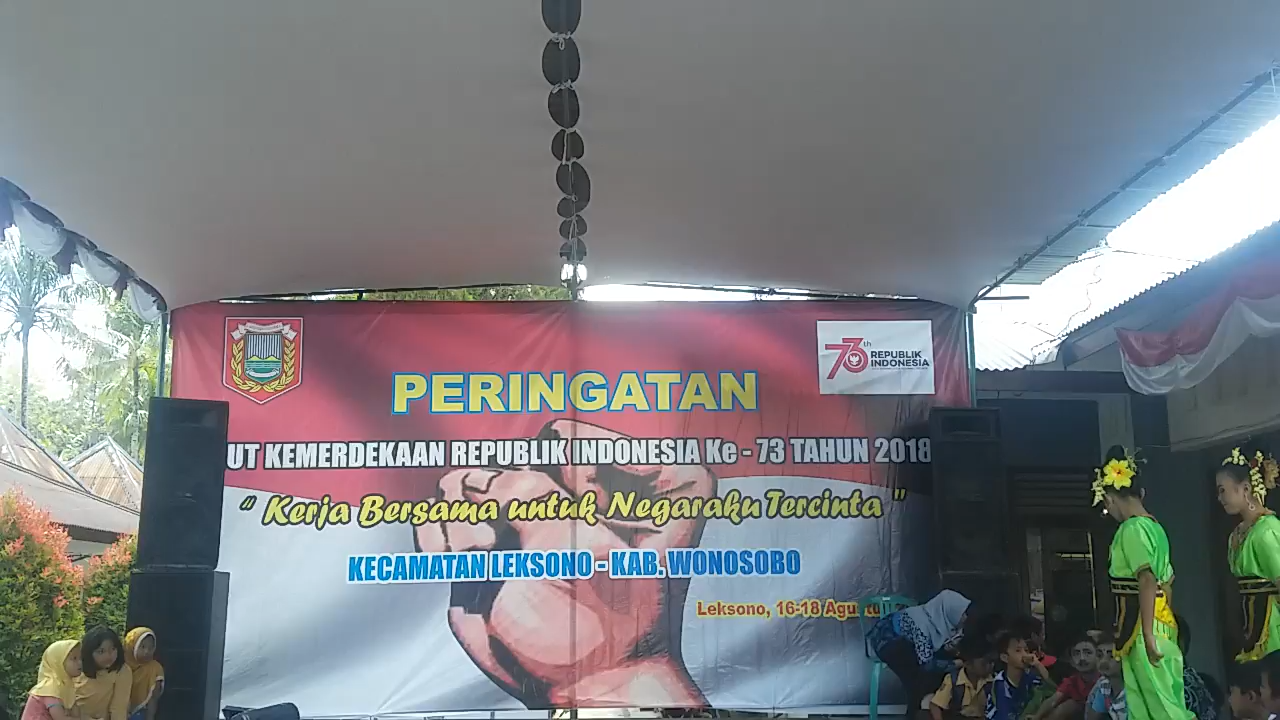 73th REPUBLIK INDONESIA
PERINGATAN
UT KEMERDEKAAN REPUBLIK INDONESIA Ke - 73 TAHUN 2018
" Kerja Bersama untuk Negaraku Tercinta "
KECAMATAN LEKSONO - KAB. WONOSOBO
Leksono, 16-18 Agustu